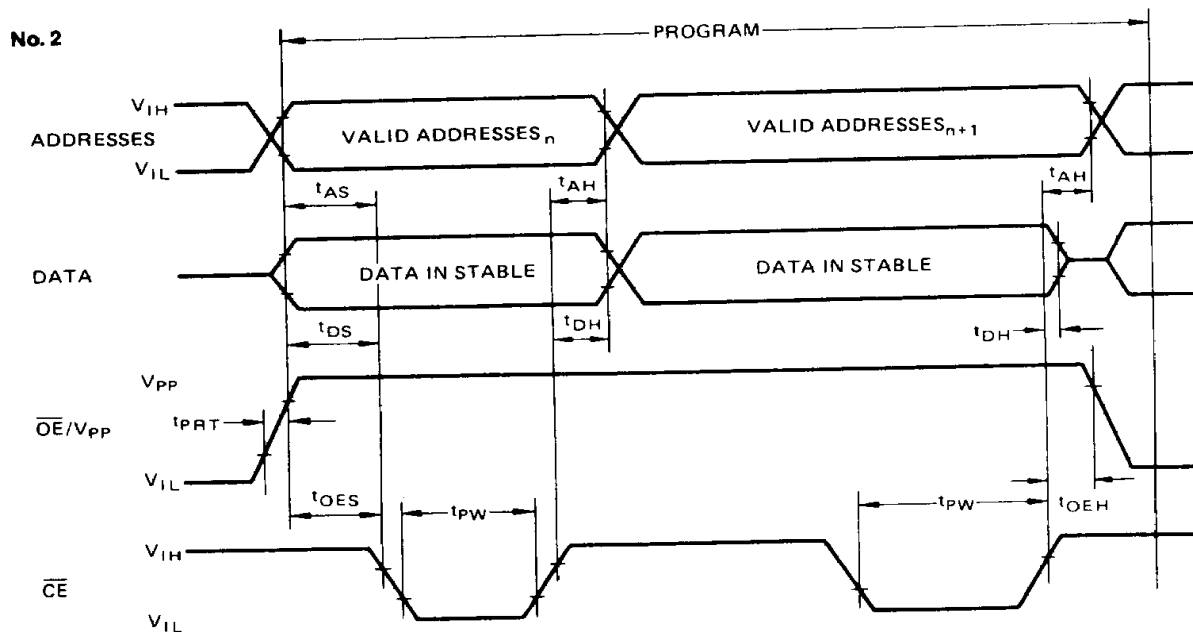 No. 2
PROGRAM
VIH
ADDRESSES
VIL
VALID ADDRESSESn
VALID ADDRESSESn+1
tAS
tAH
tAH
DATA
DATA IN STABLE
DATA IN STABLE
tDS
tDH
tDH
VPP
OE/VPP
tPRT
VIL
tOES
tPW
tPW
tOEH
VIH
CE
VIL